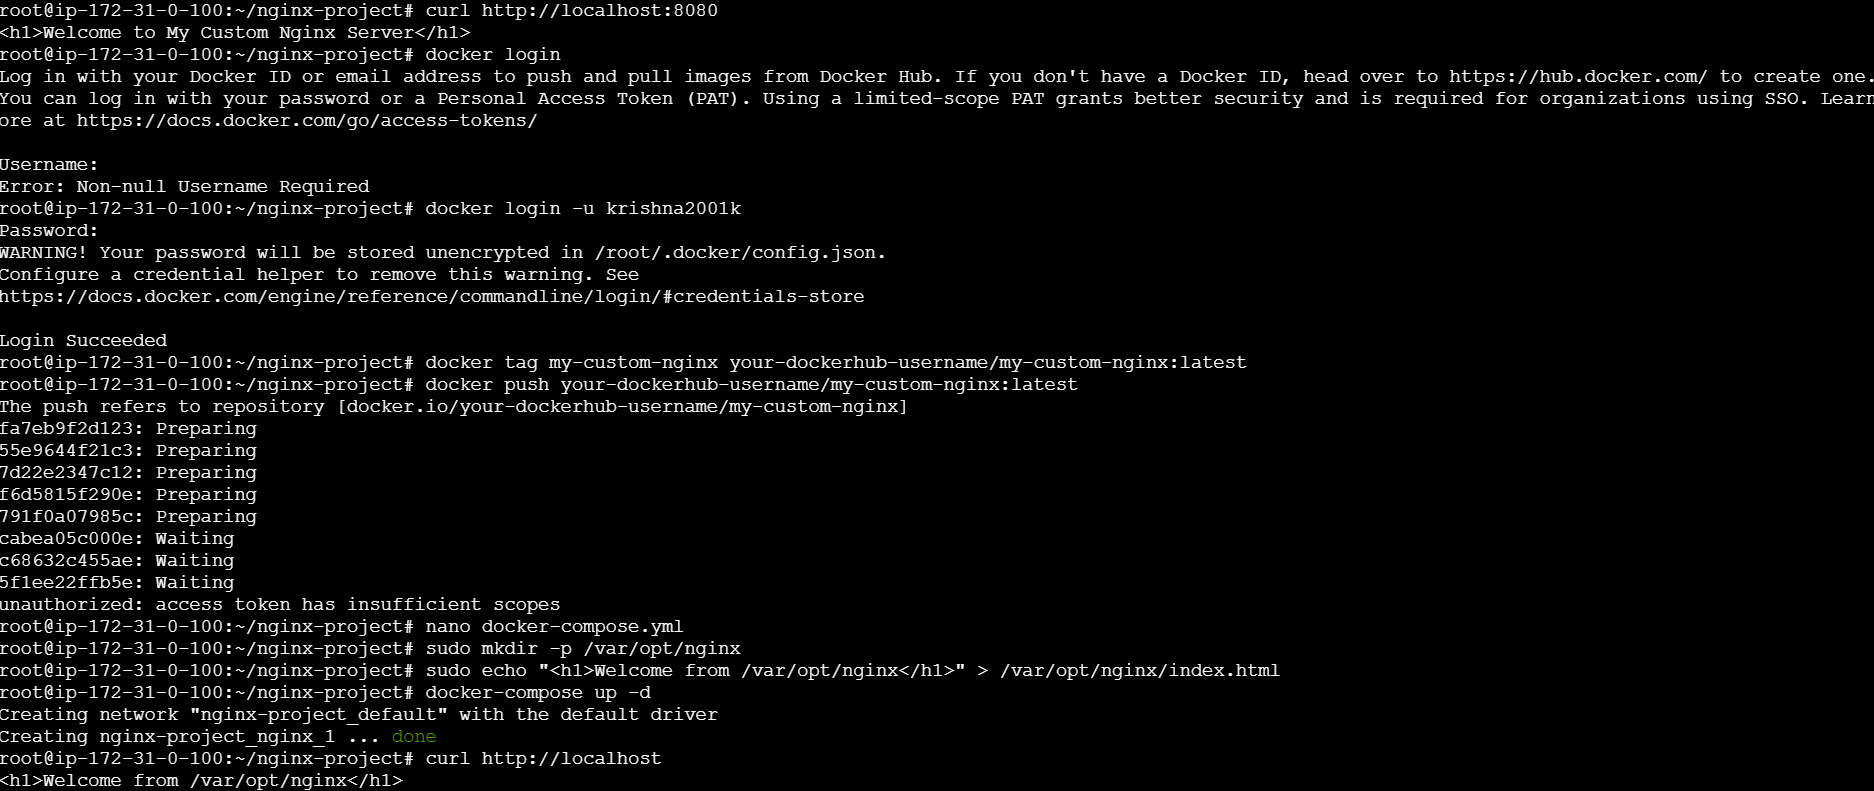 root@ip-172-31-0-100:~/nginx-project# curl http://localhost:8080
<h1>Welcome to My Custom Nginx Server</h1>
root@ip-172-31-0-100:~/nginx-project# docker login
Log in with your Docker ID or email address to push and pull images from Docker Hub. If you don't have a Docker ID, head over to https://hub.docker.com/ to create one.
You can log in with your password or a Personal Access Token (PAT). Using a limited-scope PAT grants better security and is required for organizations using SSO. Learn
ore at https://docs.docker.com/go/access-tokens/
Username:
Error: Non-null Username Required
root@ip-172-31-0-100:~/nginx-project# docker login -u krishna2001k
Password:
WARNING! Your password will be stored unencrypted in /root/.docker/config.json.
Configure a credential helper to remove this warning. See
https://docs.docker.com/engine/reference/commandline/login/#credentials-store
Login Succeeded
root@ip-172-31-0-100:~/nginx-project# docker tag my-custom-nginx your-dockerhub-username/my-custom-nginx:latest
root@ip-172-31-0-100:~/nginx-project# docker push your-dockerhub-username/my-custom-nginx:latest
The push refers to repository [docker.io/your-dockerhub-username/my-custom-nginx]
fa7eb9f2d123: Preparing
55e9644f21c3: Preparing
7d22e2347c12: Preparing
f6d5815f290e: Preparing
791f0a07985c: Preparing
cabea05c000e: Waiting
c68632c455ae: Waiting
5f1ee22ffb5e: Waiting
unauthorized: access token has insufficient scopes
root@ip-172-31-0-100:~/nginx-project# nano docker-compose.yml
root@ip-172-31-0-100:~/nginx-project# sudo mkdir -p /var/opt/nginx
root@ip-172-31-0-100:~/nginx-project# sudo echo "<h1>Welcome from /var/opt/nginx</h1>" > /var/opt/nginx/index.html
root@ip-172-31-0-100:~/nginx-project# docker-compose up -d
Creating network "nginx-project_default" with the default driver
Creating nginx-project_nginx_1 ... done
root@ip-172-31-0-100:~/nginx-project# curl http://localhost
<h1>Welcome from /var/opt/nginx</h1>